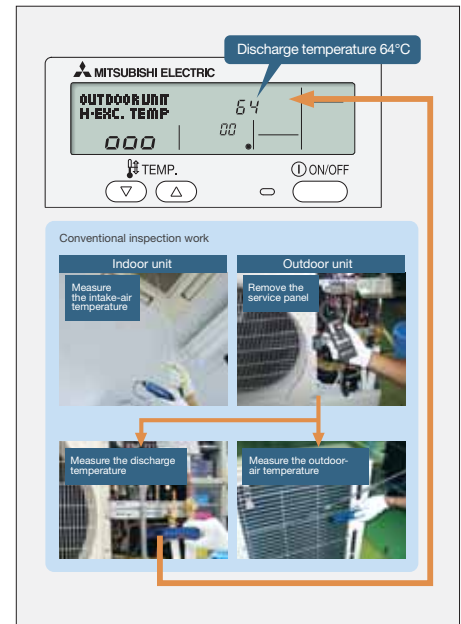 Discharge temperature 64°C
MITSUBISHI ELECTRIC
OUTDOOR UNIT
H-EXC. TEMP
64
000
00
TEMP.
ON/OFF
Conventional inspection work
Indoor unit
Outdoor unit
Measure
the intake-air
temperature
Remove the
service panel
Measure the discharge
temperature
Measure the outdoor-
air temperature